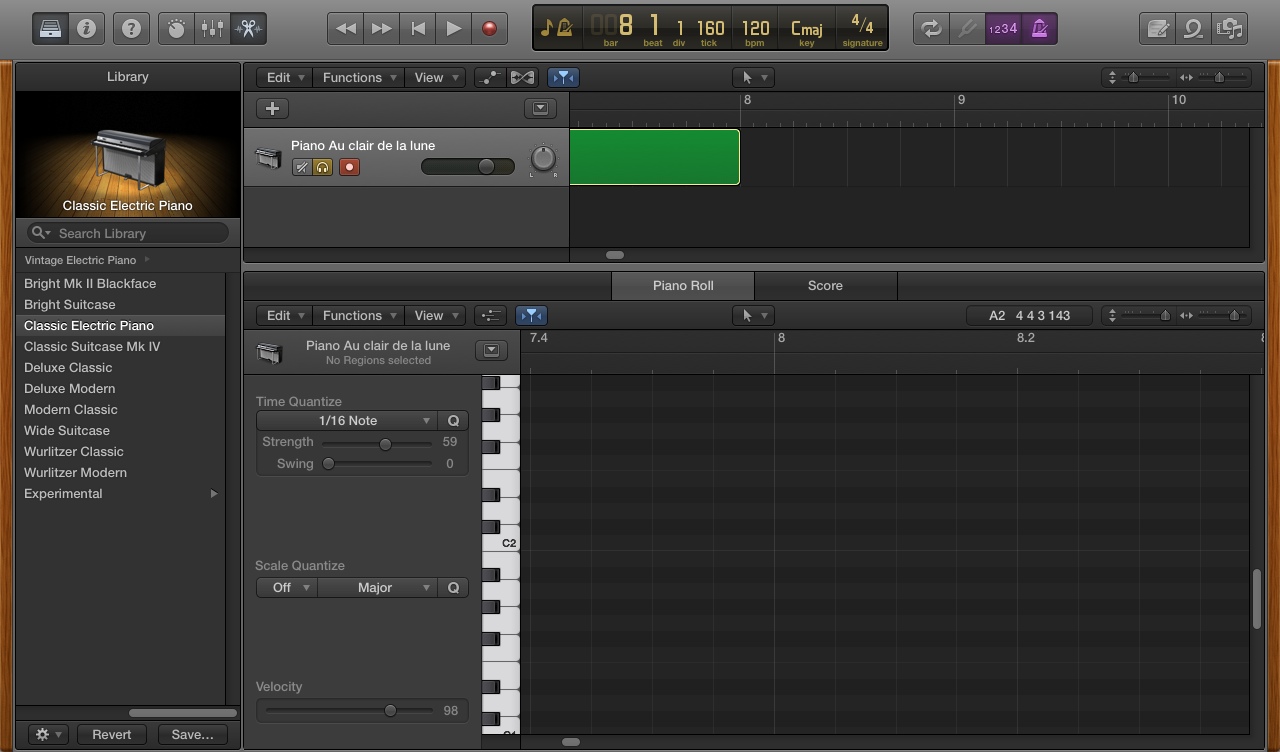 8 1 1 160 120 Cmaj 4/4
bar beat div tick bpm key signature
1234
Library
Edit Functions View
8 9 10
Piano Au clair de la lune
L R
Classic Electric Piano
Search Library
Vintage Electric Piano
Bright Mk II Blackface
Bright Suitcase
Classic Electric Piano
Classic Suitcase Mk IV
Deluxe Classic
Deluxe Modern
Modern Classic
Wide Suitcase
Wurlitzer Classic
Wurlitzer Modern
Experimental
Revert Save...
Piano Roll Score
Edit Functions View
A2 4 4 3 143
7.4 8 8.2
Piano Au clair de la lune
No Regions selected
Time Quantize
1/16 Note Q
Strength 59
Swing 0
C2
Scale Quantize
Off Major Q
Velocity
98